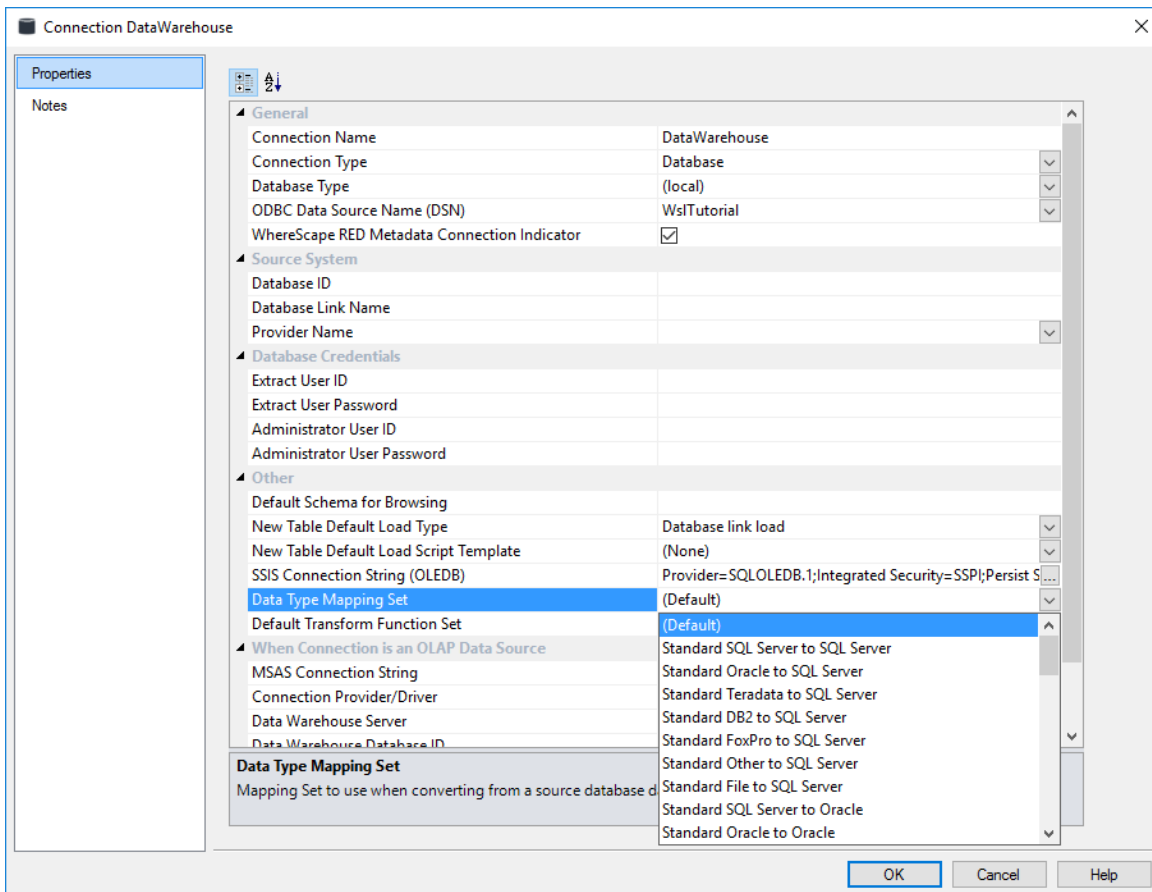 Connection DataWarehouse
Properties
Notes
General
Connection Name DataWarehouse
Connection Type Database
Database Type (local)
ODBC Data Source Name (DSN) WslTutorial
WhereScape RED Metadata Connection Indicator
Source System
Database ID
Database Link Name
Provider Name
Database Credentials
Extract User ID
Extract User Password
Administrator User ID
Administrator User Password
Other
Default Schema for Browsing
New Table Default Load Type Database link load
New Table Default Load Script Template (None)
SSIS Connection String (OLEDB) Provider=SQLOLEDB.1;Integrated Security=SSPI;Persist S...
Data Type Mapping Set (Default)
Default Transform Function Set (Default)
When Connection is an OLAP Data Source Standard SQL Server to SQL Server
MSAS Connection String Standard Oracle to SQL Server
Connection Provider/Driver Standard Teradata to SQL Server
Data Warehouse Server Standard DB2 to SQL Server
Data Warehouse Database ID Standard FoxPro to SQL Server
Data Type Mapping Set Standard Other to SQL Server
Mapping Set to use when converting from a source database d Standard File to SQL Server
Standard SQL Server to Oracle
Standard Oracle to Oracle
OK Cancel Help